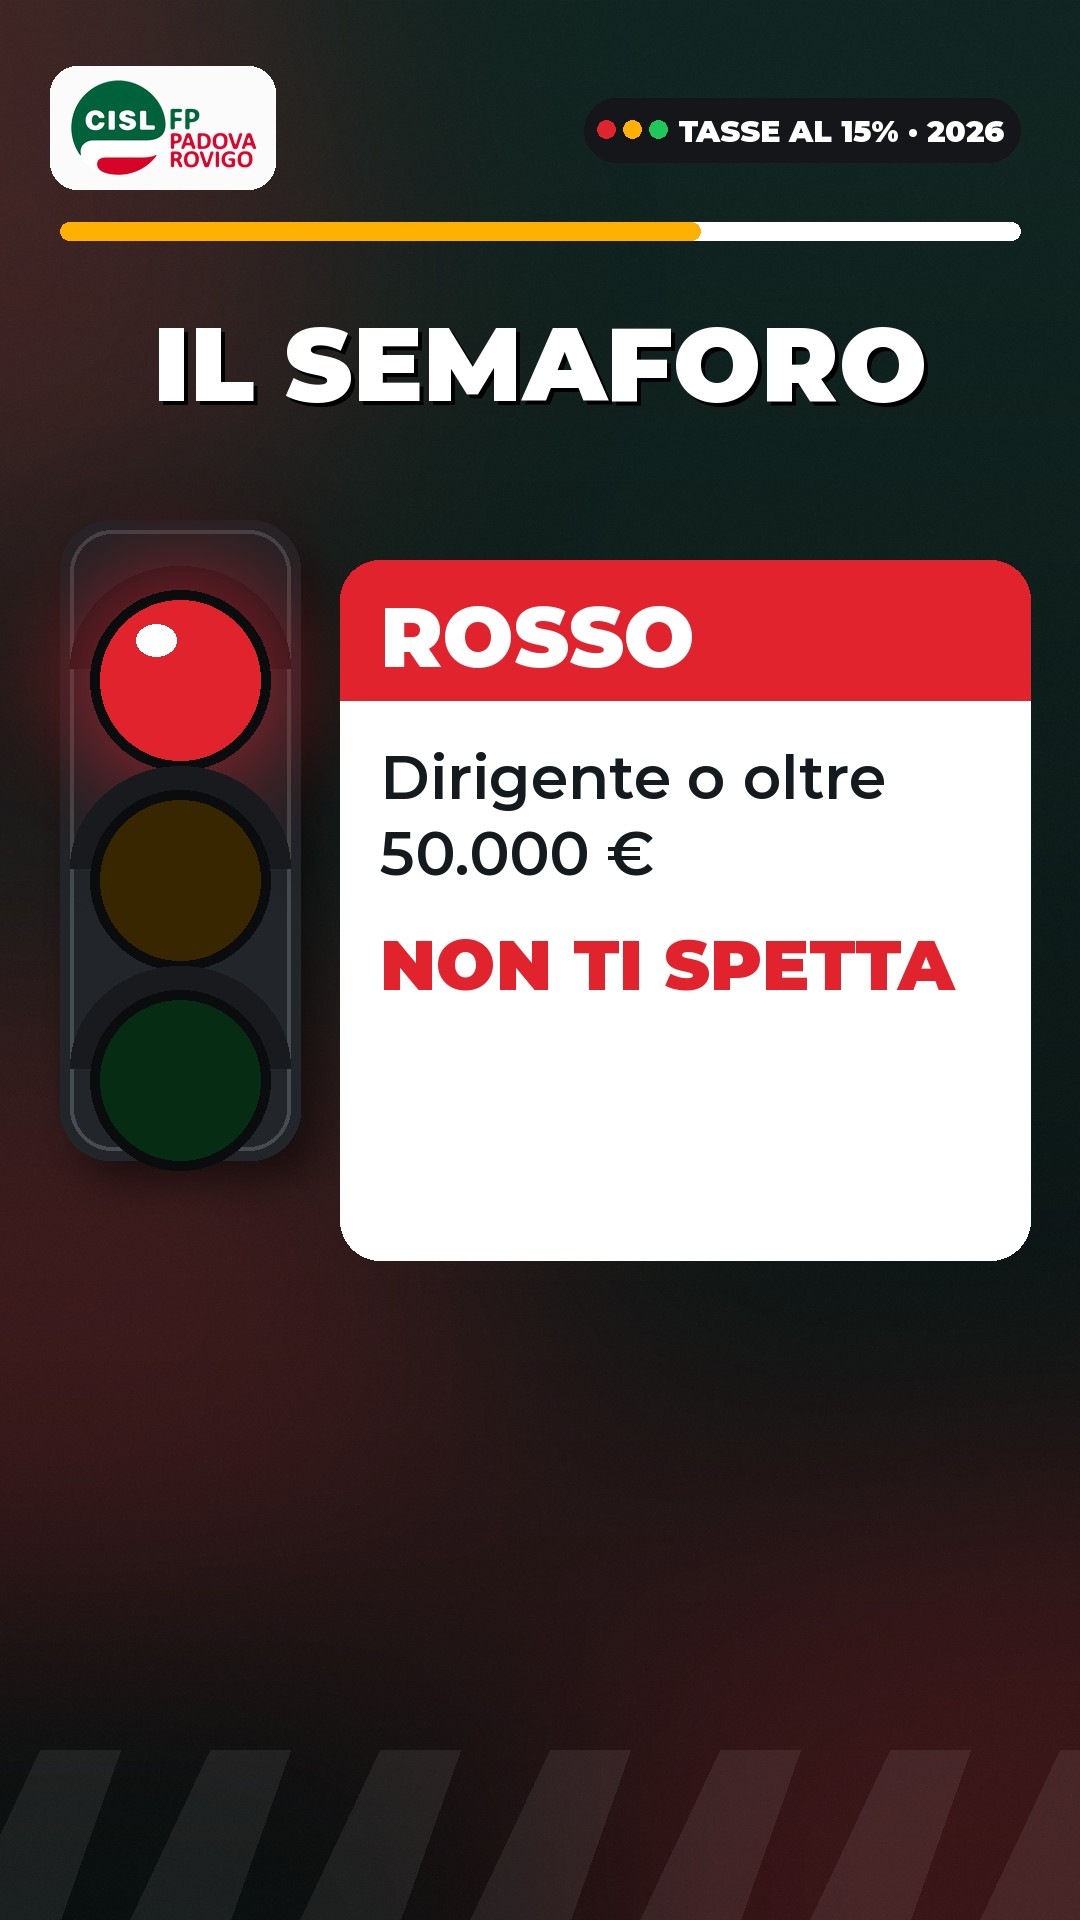 CISL FP
PADOVA
ROVIGO
TASSE AL 15% • 2026
IL SEMAFORO
ROSSO
Dirigente o oltre
50.000 €
NON TI SPETTA